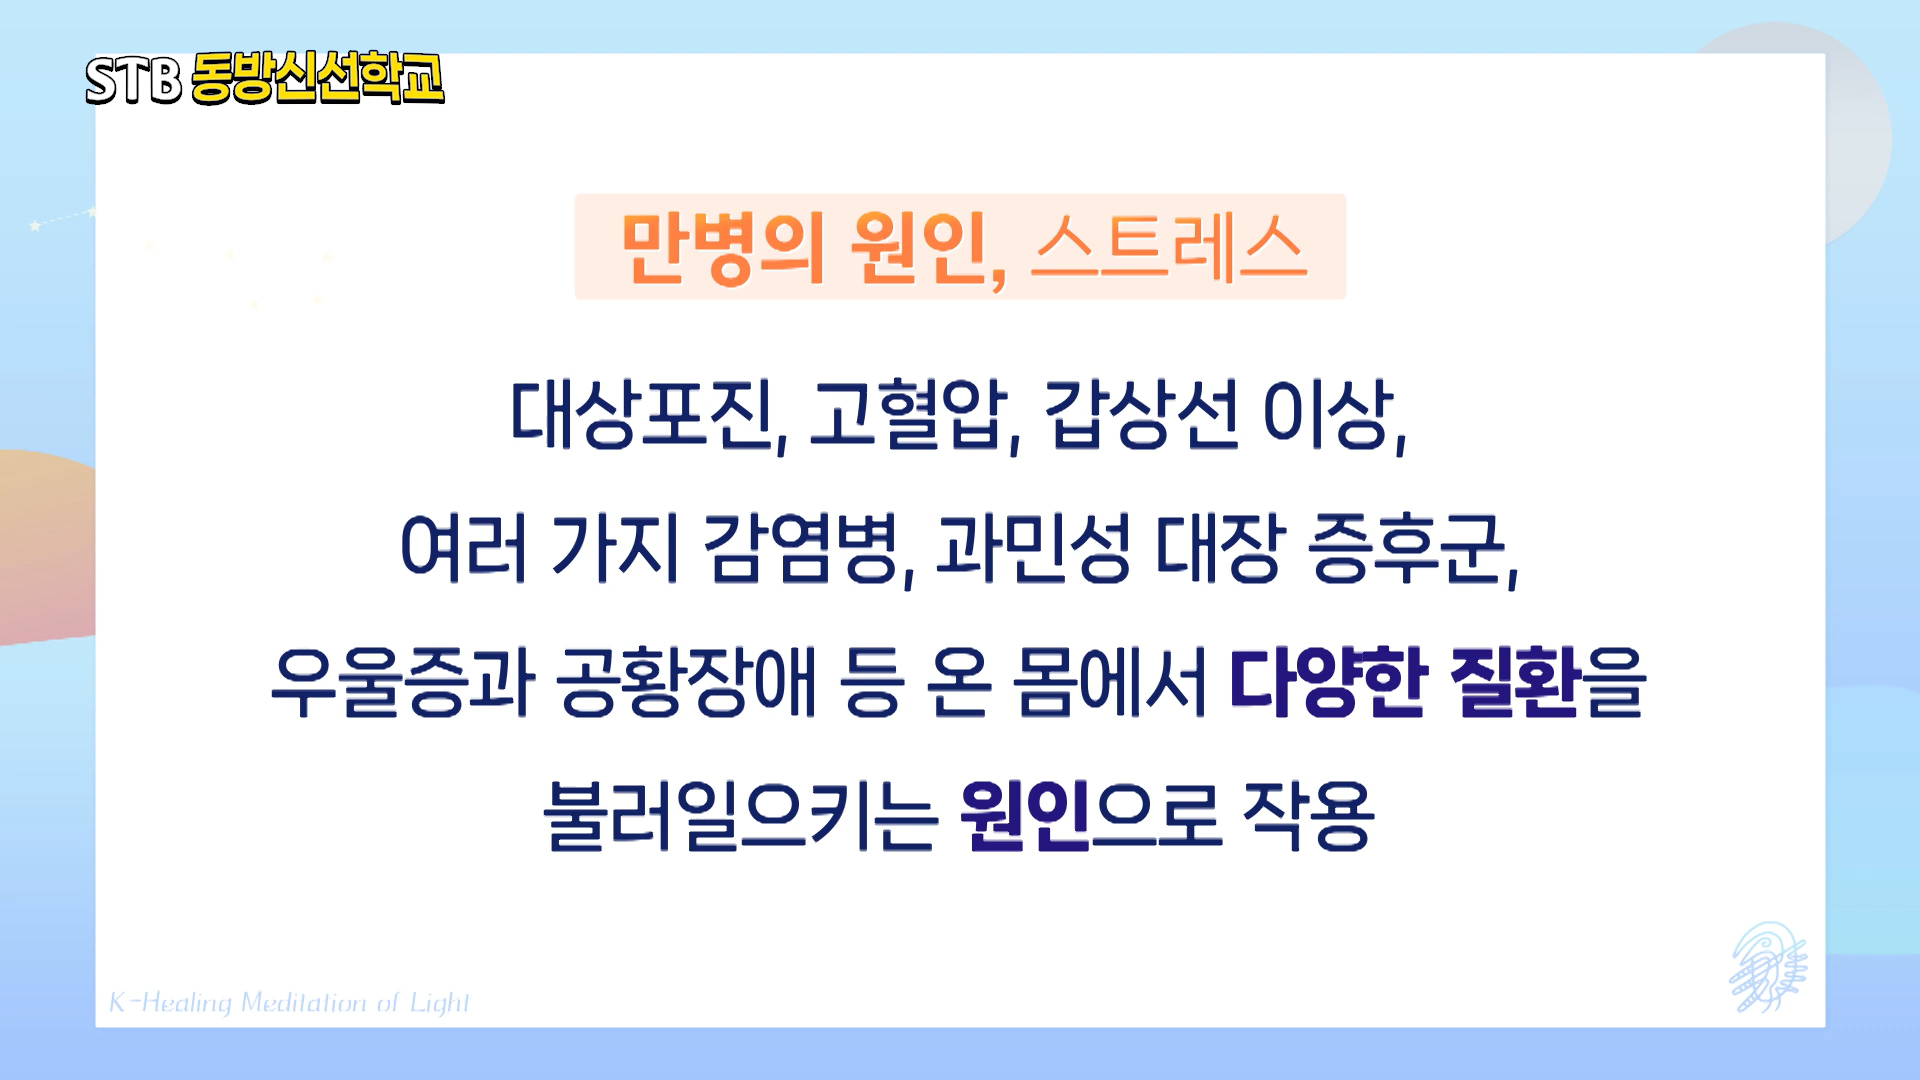 STB 동방신선학교
만병의 원인, 스트레스
대상포진, 고혈압, 갑상선 이상,
여러 가지 감염병, 과민성 대장 증후군,
우울증과 공황장애 등 온 몸에서 다양한 질환을
불러일으키는 원인으로 작용
K-Healing Meditation of Light